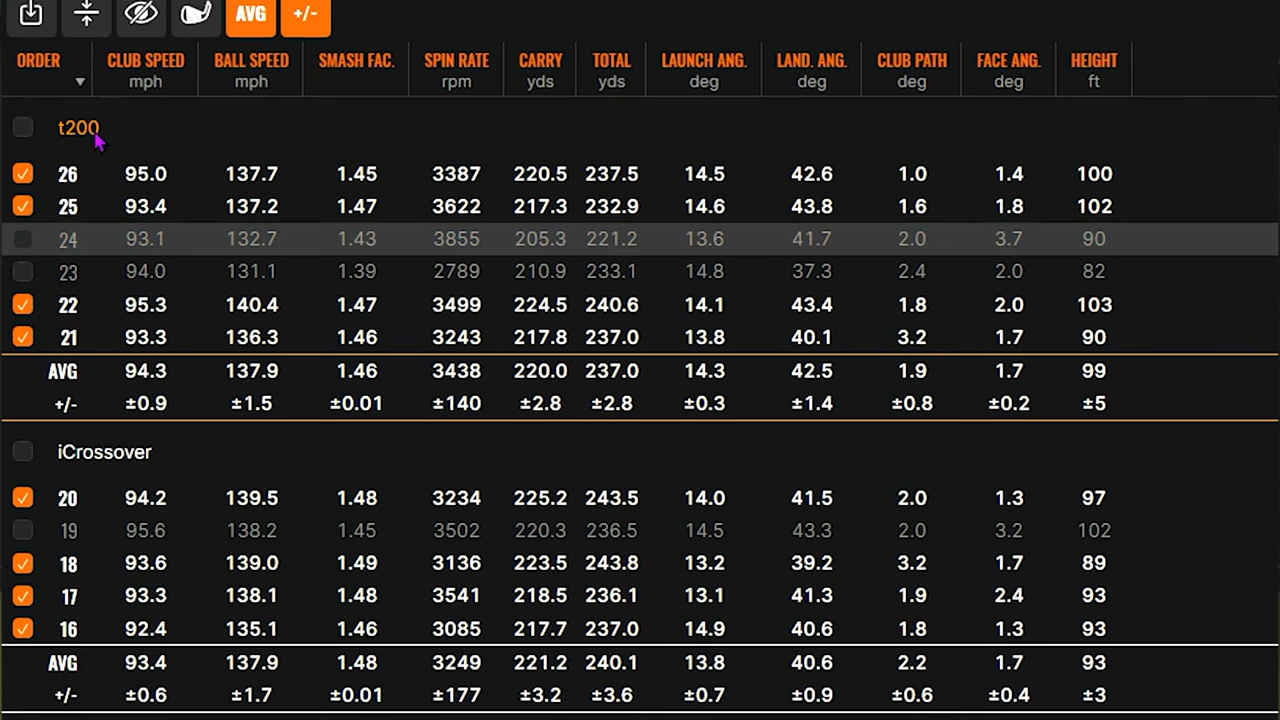 AVG +/-
ORDER CLUB SPEED BALL SPEED SMASH FAC. SPIN RATE CARRY TOTAL LAUNCH ANG. LAND. ANG. CLUB PATH FACE ANG. HEIGHT
mph mph rpm yds yds deg deg deg deg ft
t200
26 95.0 137.7 1.45 3387 220.5 237.5 14.5 42.6 1.0 1.4 100
25 93.4 137.2 1.47 3622 217.3 232.9 14.6 43.8 1.6 1.8 102
24 93.1 132.7 1.43 3855 205.3 221.2 13.6 41.7 2.0 3.7 90
23 94.0 131.1 1.39 2789 210.9 233.1 14.8 37.3 2.4 2.0 82
22 95.3 140.4 1.47 3499 224.5 240.6 14.1 43.4 1.8 2.0 103
21 93.3 136.3 1.46 3243 217.8 237.0 13.8 40.1 3.2 1.7 90
AVG 94.3 137.9 1.46 3438 220.0 237.0 14.3 42.5 1.9 1.7 99
+/- ±0.9 ±1.5 ±0.01 ±140 ±2.8 ±2.8 ±0.3 ±1.4 ±0.8 ±0.2 ±5
iCrossover
20 94.2 139.5 1.48 3234 225.2 243.5 14.0 41.5 2.0 1.3 97
19 95.6 138.2 1.45 3502 220.3 236.5 14.5 43.3 2.0 3.2 102
18 93.6 139.0 1.49 3136 223.5 243.8 13.2 39.2 3.2 1.7 89
17 93.3 138.1 1.48 3541 218.5 236.1 13.1 41.3 1.9 2.4 93
16 92.4 135.1 1.46 3085 217.7 237.0 14.9 40.6 1.8 1.3 93
AVG 93.4 137.9 1.48 3249 221.2 240.1 13.8 40.6 2.2 1.7 93
+/- ±0.6 ±1.7 ±0.01 ±177 ±3.2 ±3.6 ±0.7 ±0.9 ±0.6 ±0.4 ±3